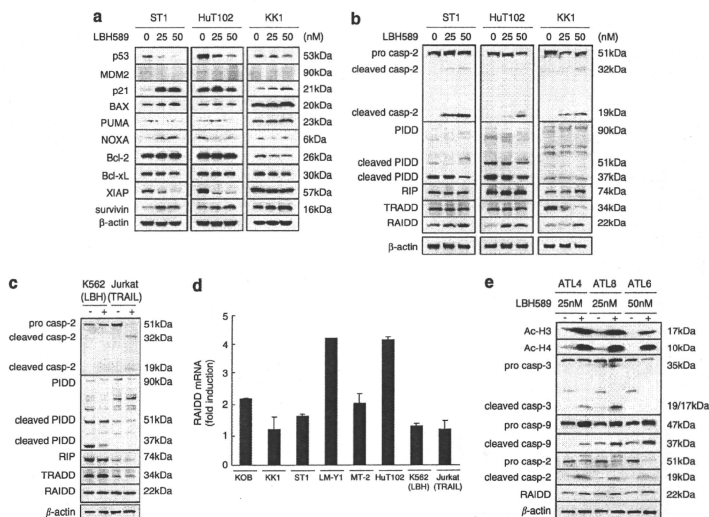 a
ST1 HuT102 KK1
LBH589 0 25 50 0 25 50 0 25 50 (nM)
p53 53kDa
MDM2 90kDa
p21 21kDa
BAX 20kDa
PUMA 23kDa
NOXA 6kDa
Bcl-2 26kDa
Bcl-xL 30kDa
XIAP 57kDa
survivin 16kDa
β-actin
b
ST1 HuT102 KK1
LBH589 0 25 50 0 25 50 0 25 50 (nM)
pro casp-2 51kDa
cleaved casp-2 32kDa
cleaved casp-2 19kDa
PIDD 90kDa
cleaved PIDD 51kDa
cleaved PIDD 37kDa
RIP 74kDa
TRADD 34kDa
RAIDD 22kDa
β-actin
c
K562 Jurkat
(LBH) (TRAIL)
- + - +
pro casp-2 51kDa
cleaved casp-2 32kDa
cleaved casp-2 19kDa
PIDD 90kDa
cleaved PIDD 51kDa
cleaved PIDD 37kDa
RIP 74kDa
TRADD 34kDa
RAIDD 22kDa
β-actin
d
RAIDD mRNA
(fold induction)
5
4
2
1
0
KOB KK1 ST1 LM-Y1 MT-2 HuT102 K562 Jurkat
(LBH) (TRAIL)
e
ATL4 ATL8 ATL6
LBH589 25nM 25nM 50nM
- + - + - +
Ac-H3 17kDa
Ac-H4 10kDa
pro casp-3 35kDa
cleaved casp-3 19/17kDa
pro casp-9 47kDa
cleaved casp-9 37kDa
pro casp-2 51kDa
cleaved casp-2 19kDa
RAIDD 22kDa
β-actin